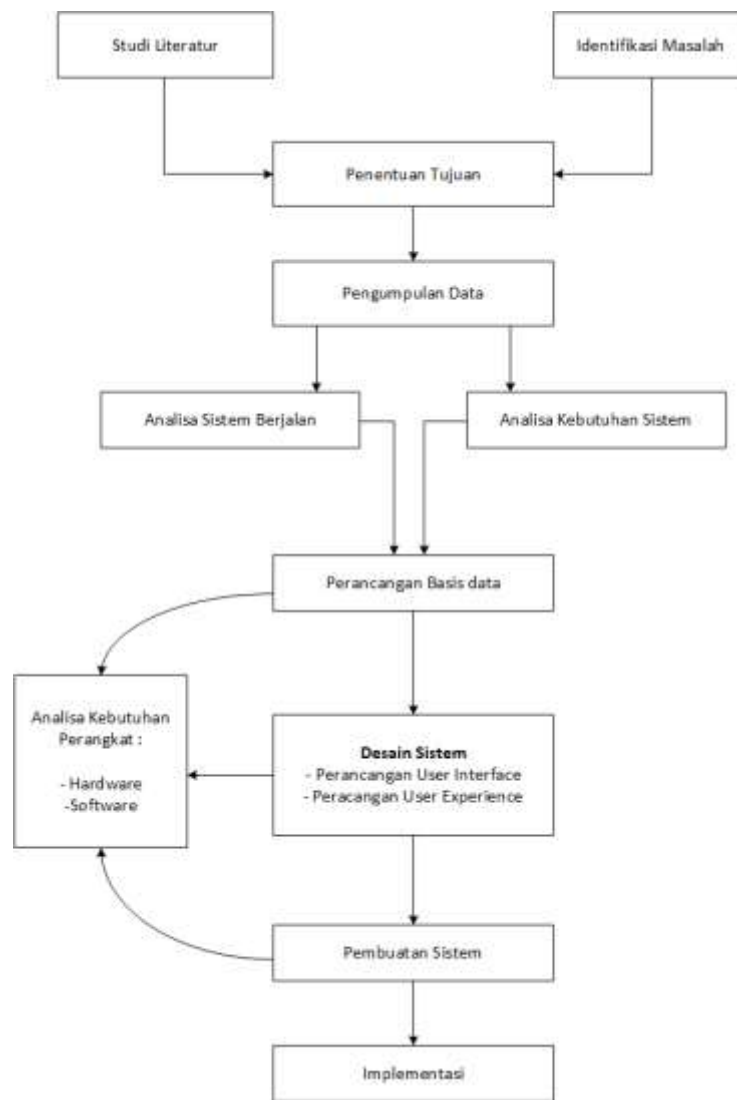 Studi Literatur
Identifikasi Masalah
Penentuan Tujuan
Pengumpulan Data
Analisa Sistem Berjalan
Analisa Kebutuhan Sistem
Perancangan Basis data
Analisa Kebutuhan
Perangkat :
- Hardware
-Software
Desain Sistem
- Perancangan User Interface
- Peracangan User Experience
Pembuatan Sistem
Implementasi